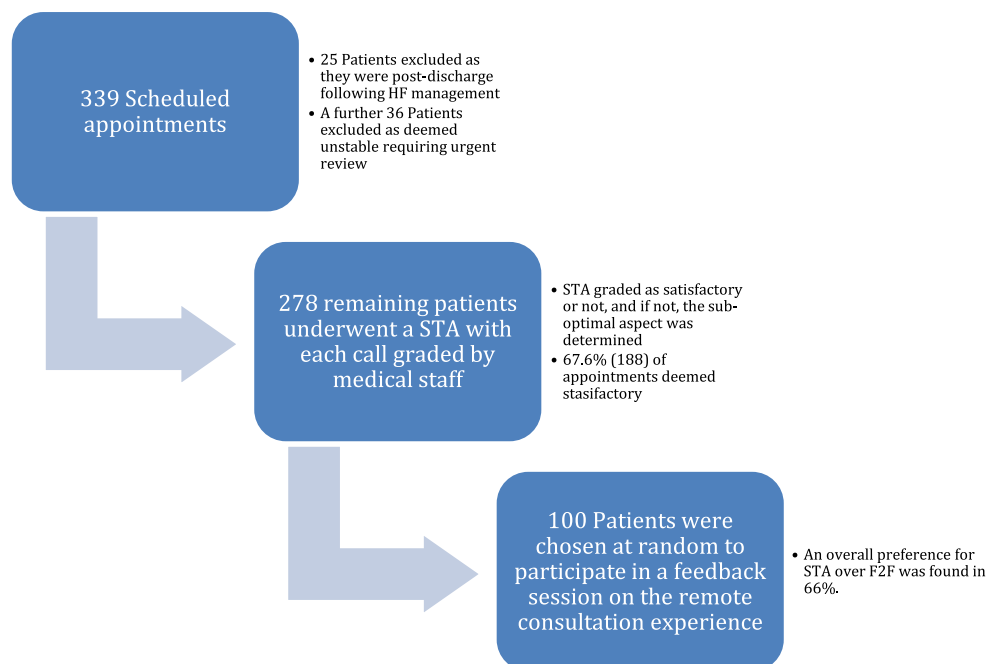 339 Scheduled
appointments
• 25 Patients excluded as
they were post-discharge
following HF management
• A further 36 Patients
excluded as deemed
unstable requiring urgent
review
278 remaining patients
underwent a STA with
each call graded by
medical staff
• STA graded as satisfactory
or not, and if not, the sub-
optimal aspect was
determined
• 67.6% (188) of
appointments deemed
stasifactory
100 Patients were
chosen at random to
participate in a feedback
session on the remote
consultation experience
• An overall preference for
STA over F2F was found in
66%.